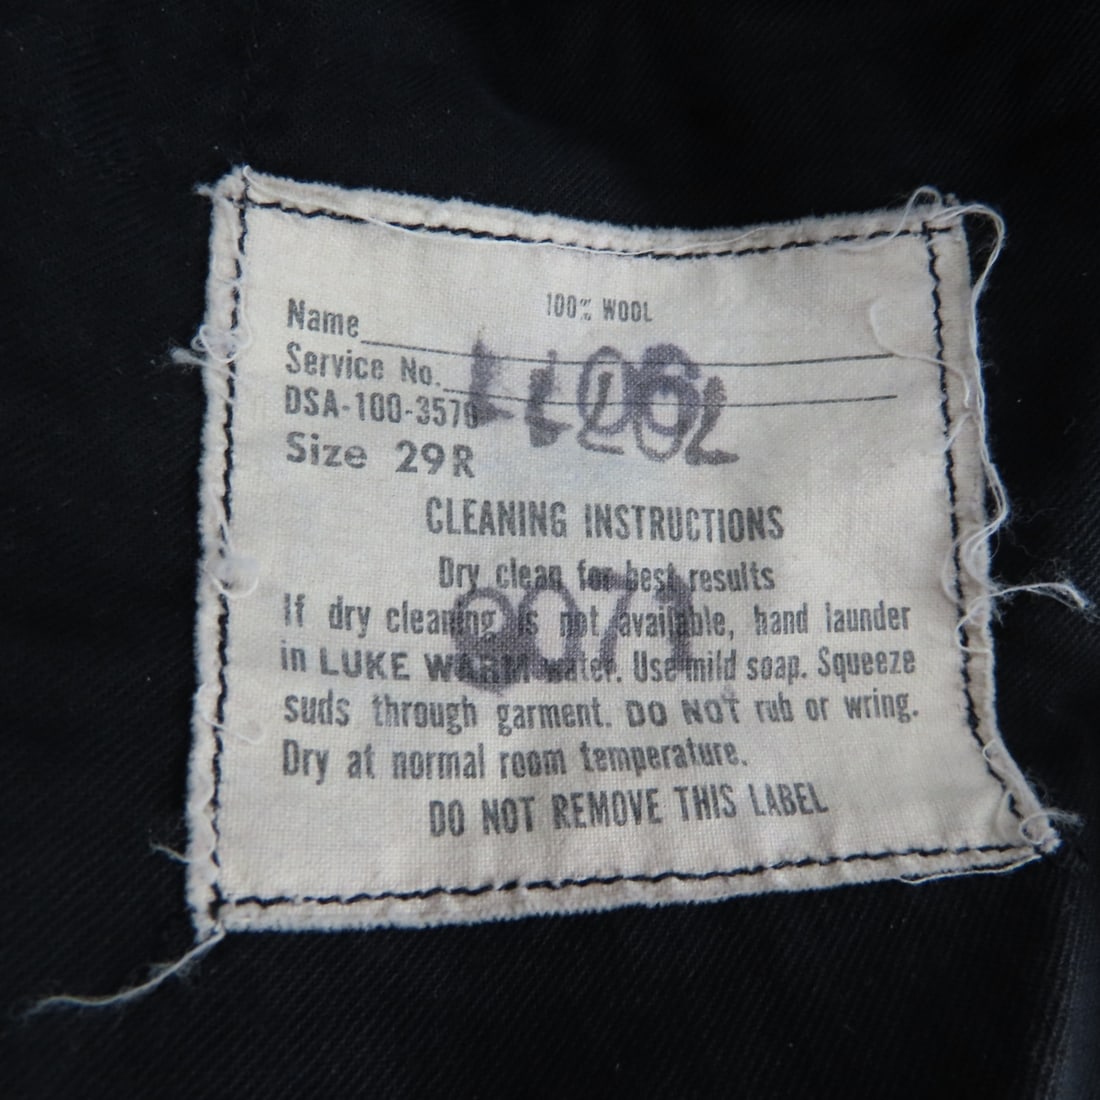 100% WOOL
Name
Service No.
DSA-100-3570
Size 29R
CLEANING INSTRUCTIONS
Dry clean for best results
If dry cleaning is not available, hand launder
in LUKE WARM water. Use mild soap. Squeeze
suds through garment. DO NOT rub or wring.
Dry at normal room temperature.
DO NOT REMOVE THIS LABEL